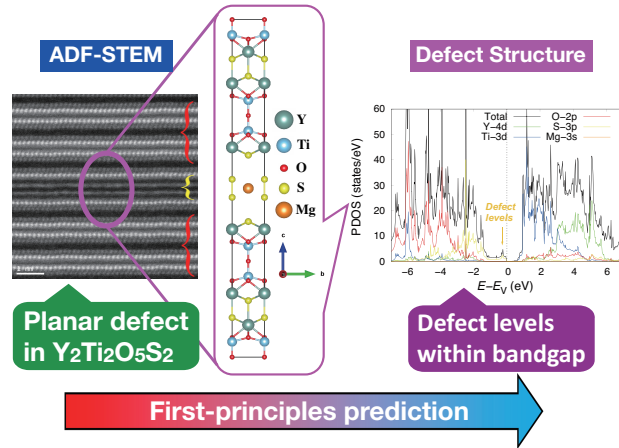 ADF-STEM
Defect Structure
Y
Ti
O
S
Mg
c
b
Total
Y−4d
Ti−3d
O−2p
S−3p
Mg−3s
PDOS (states/eV)
60
50
40
30
20
10
0
Defect
levels
−6 −4 −2 0 2 4 6
E−Eᵥ (eV)
Planar defect
in Y₂Ti₂O₅S₂
Defect levels
within bandgap
First-principles prediction